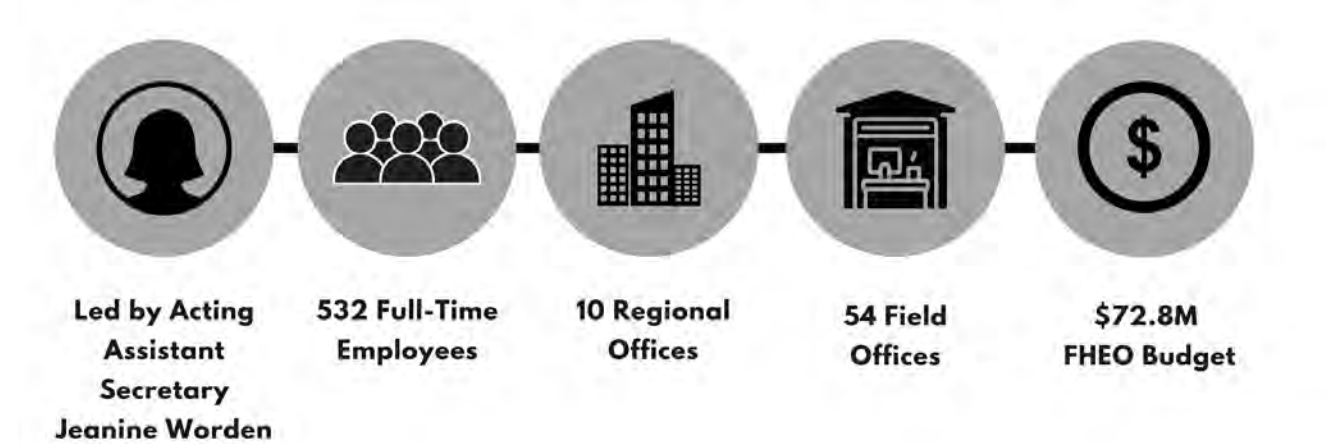 Led by Acting
Assistant
Secretary
Jeanine Worden
532 Full-Time
Employees
10 Regional
Offices
54 Field
Offices
$72.8M
FHEO Budget
$